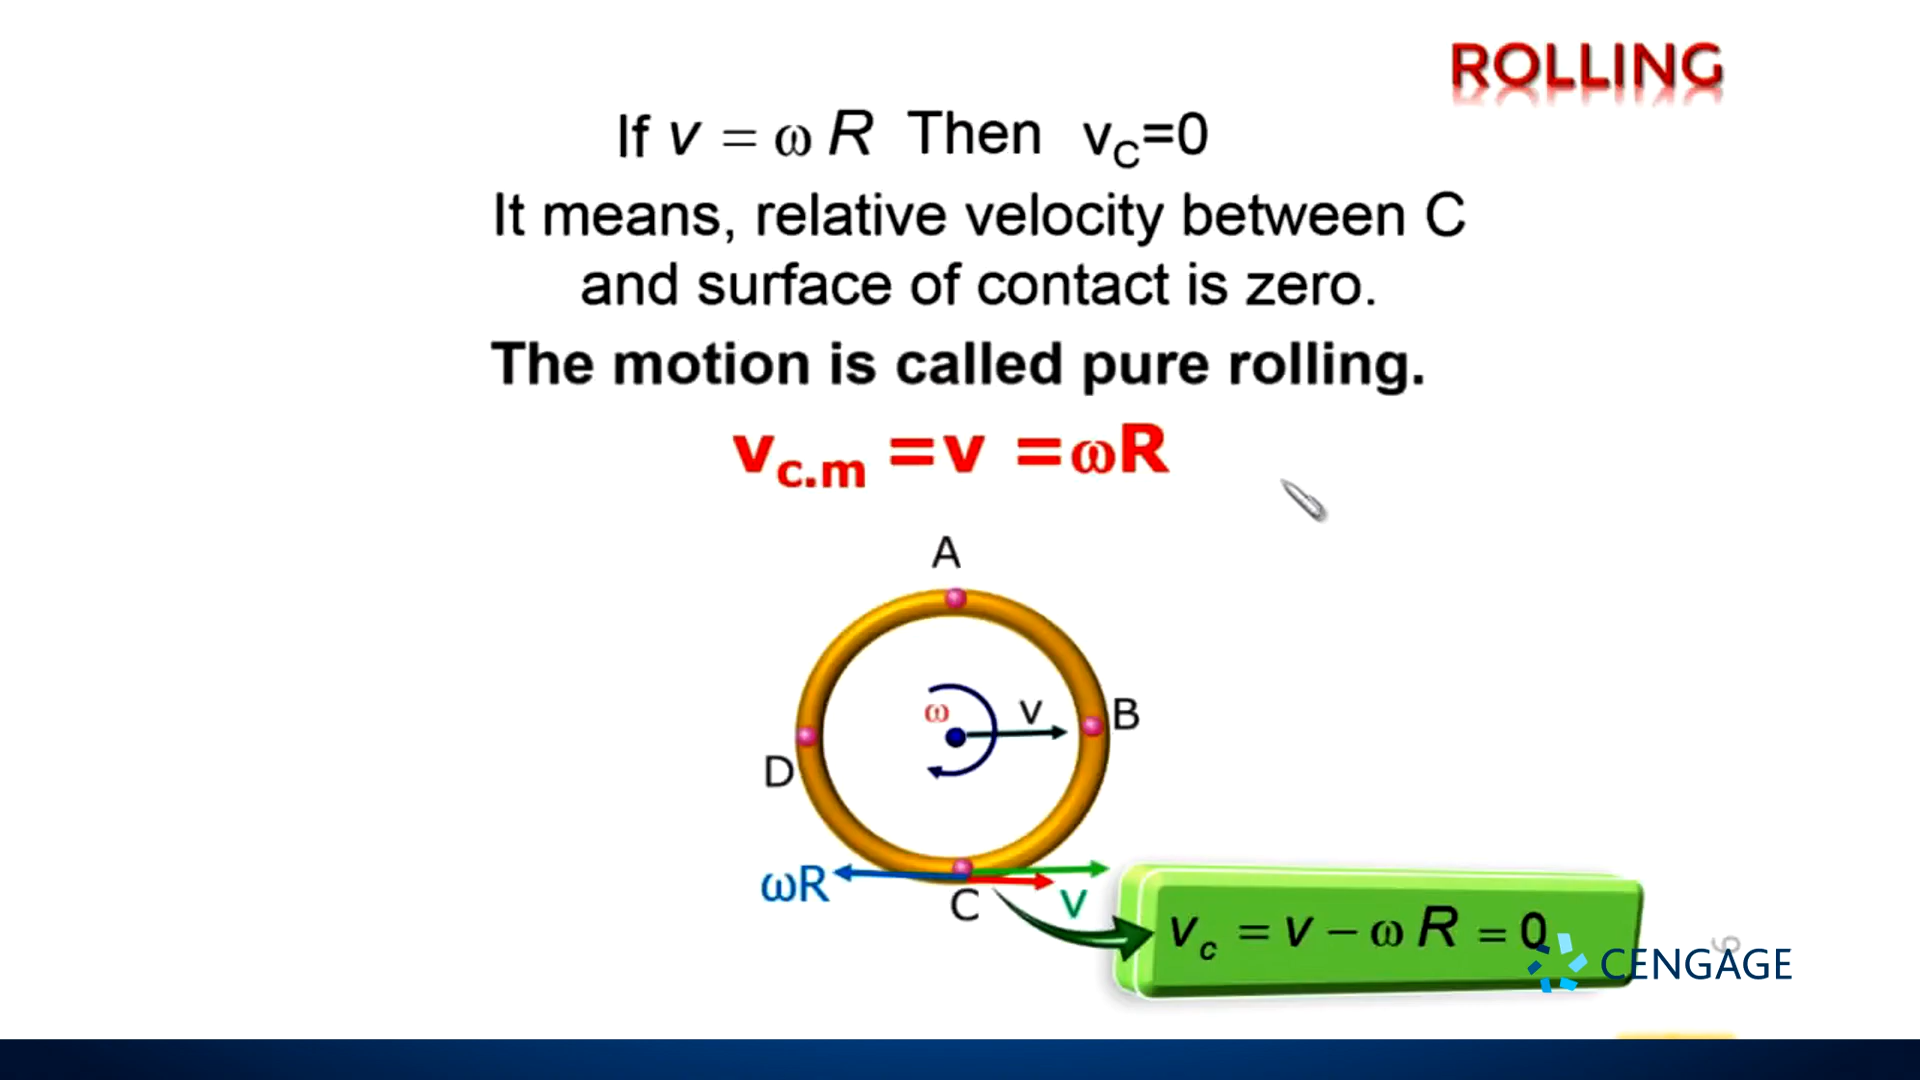 ROLLING
If v = ω R Then v_C=0
It means, relative velocity between C
and surface of contact is zero.
The motion is called pure rolling.
v_c.m =v =ωR
A
ω
v
B
D
ωR
C
v
v_c = v − ω R = 0
CENGAGE